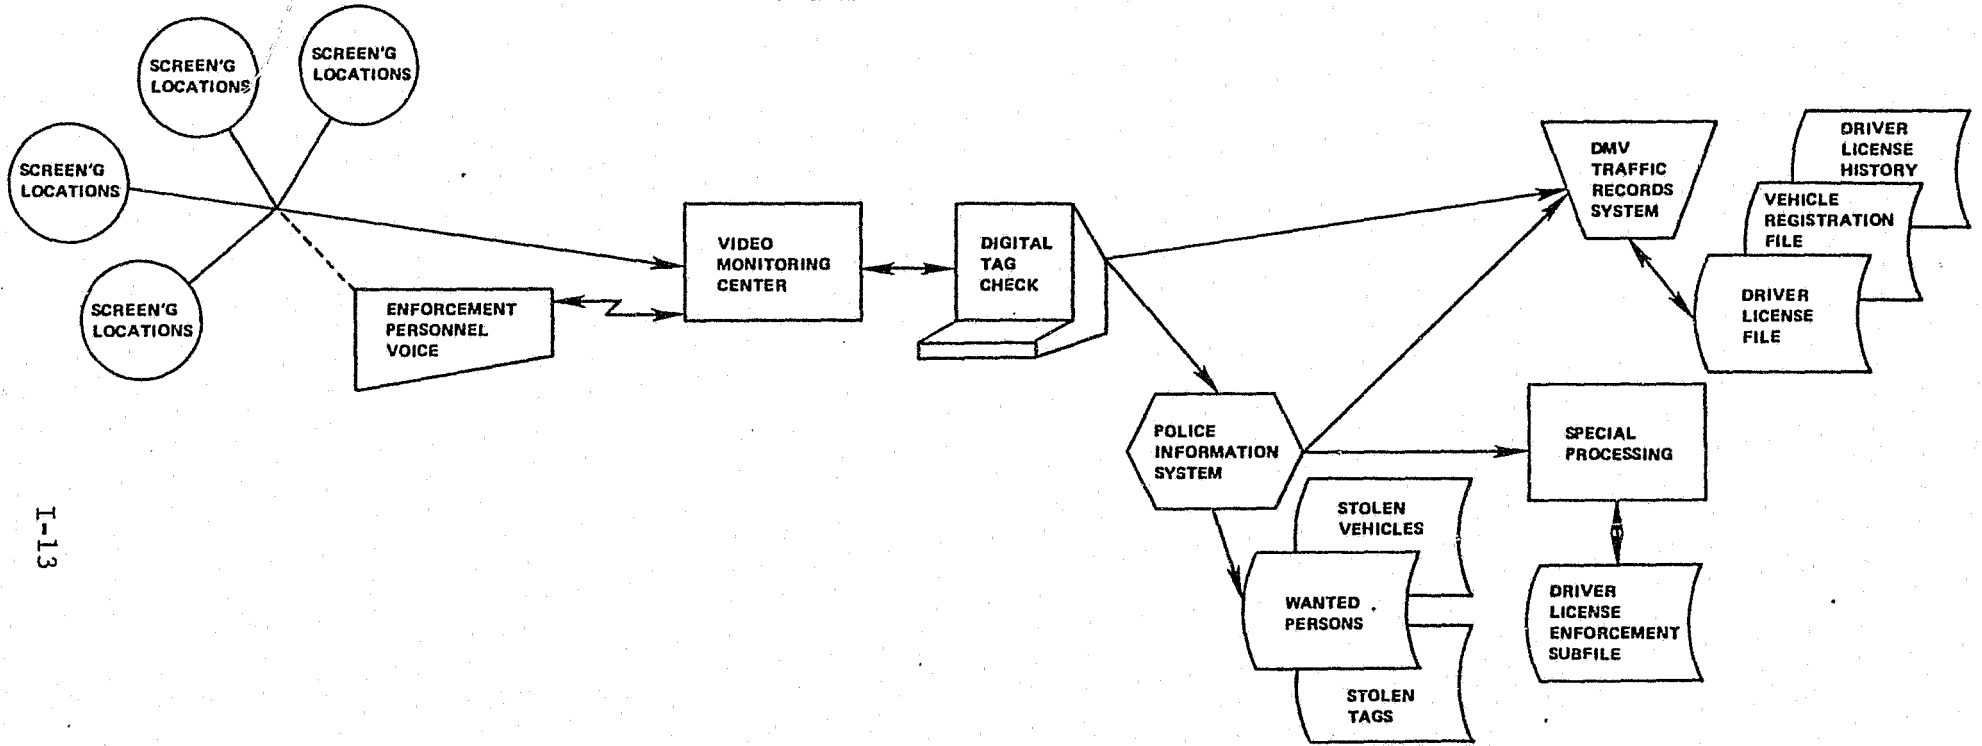 SCREEN'G
LOCATIONS
SCREEN'G
LOCATIONS
SCREEN'G
LOCATIONS
SCREEN'G
LOCATIONS
ENFORCEMENT
PERSONNEL
VOICE
VIDEO
MONITORING
CENTER
DIGITAL
TAG
CHECK
DMV
TRAFFIC
RECORDS
SYSTEM
DRIVER
LICENSE
HISTORY
VEHICLE
REGISTRATION
FILE
DRIVER
LICENSE
FILE
POLICE
INFORMATION
SYSTEM
SPECIAL
PROCESSING
STOLEN
VEHICLES
WANTED
PERSONS
STOLEN
TAGS
DRIVER
LICENSE
ENFORCEMENT
SUBFILE
I-13